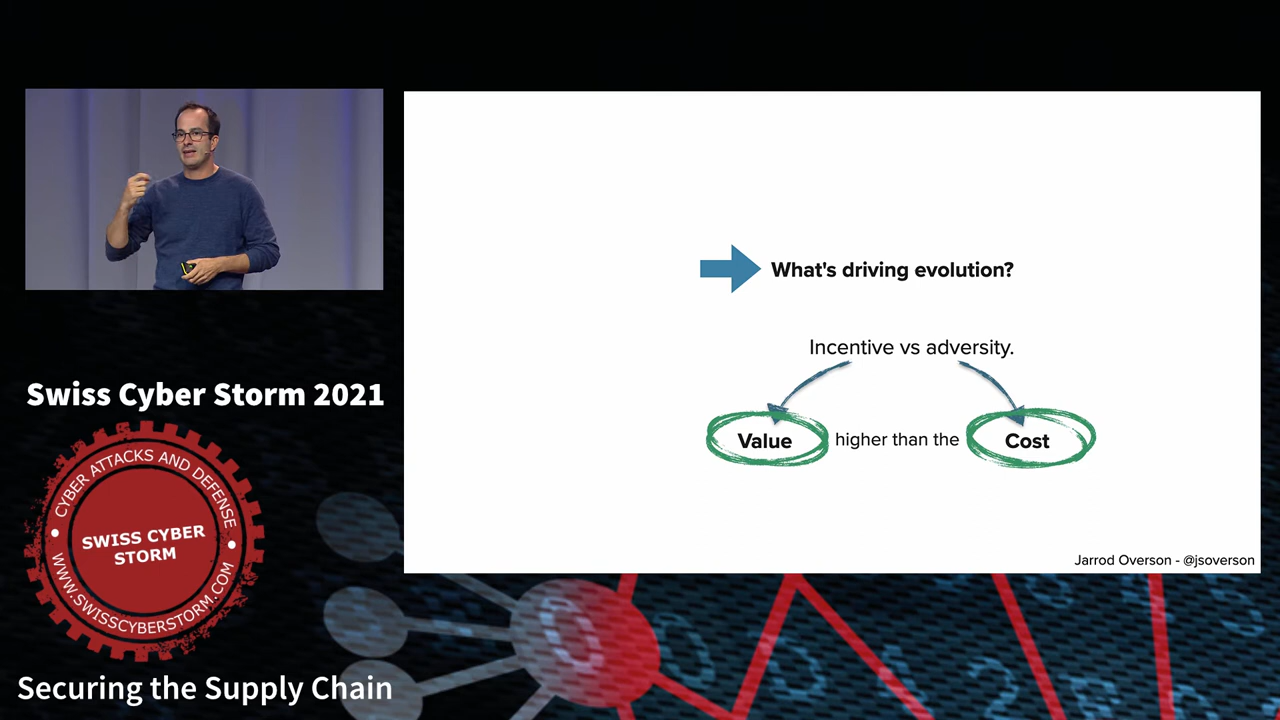 What's driving evolution?
Incentive vs adversity.
Value higher than the Cost
Jarrod Overson - @jsoverson
Swiss Cyber Storm 2021
CYBER ATTACKS AND DEFENSE
SWISS CYBER
STORM
WWW.SWISSCYBERSTORM.COM
Securing the Supply Chain